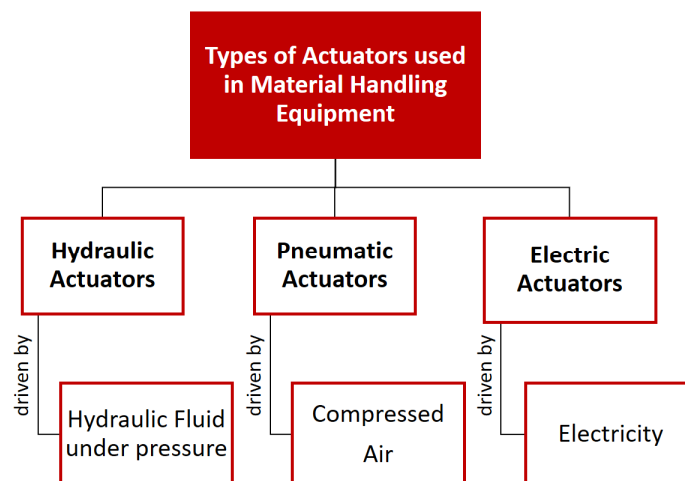 Types of Actuators used
in Material Handling
Equipment
Hydraulic
Actuators
Pneumatic
Actuators
Electric
Actuators
driven by
driven by
driven by
Hydraulic Fluid
under pressure
Compressed
Air
Electricity